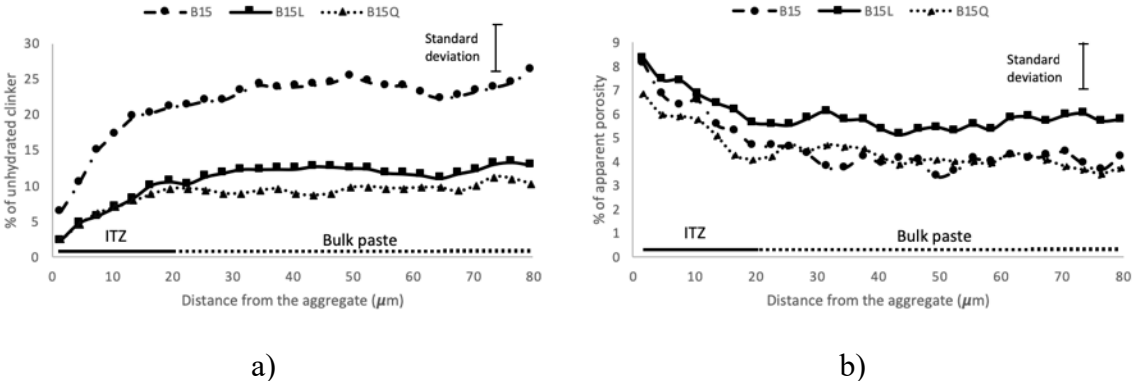 B15 B15L B15Q
Standard
deviation
% of unhydrated clinker
30
25
20
15
10
5
0
ITZ
Bulk paste
0 10 20 30 40 50 60 70 80
Distance from the aggregate (μm)
a)
B15 B15L B15Q
Standard
deviation
% of apparent porosity
9
8
7
6
5
4
3
2
1
0
ITZ
Bulk paste
0 10 20 30 40 50 60 70 80
Distance from the aggregate (μm)
b)